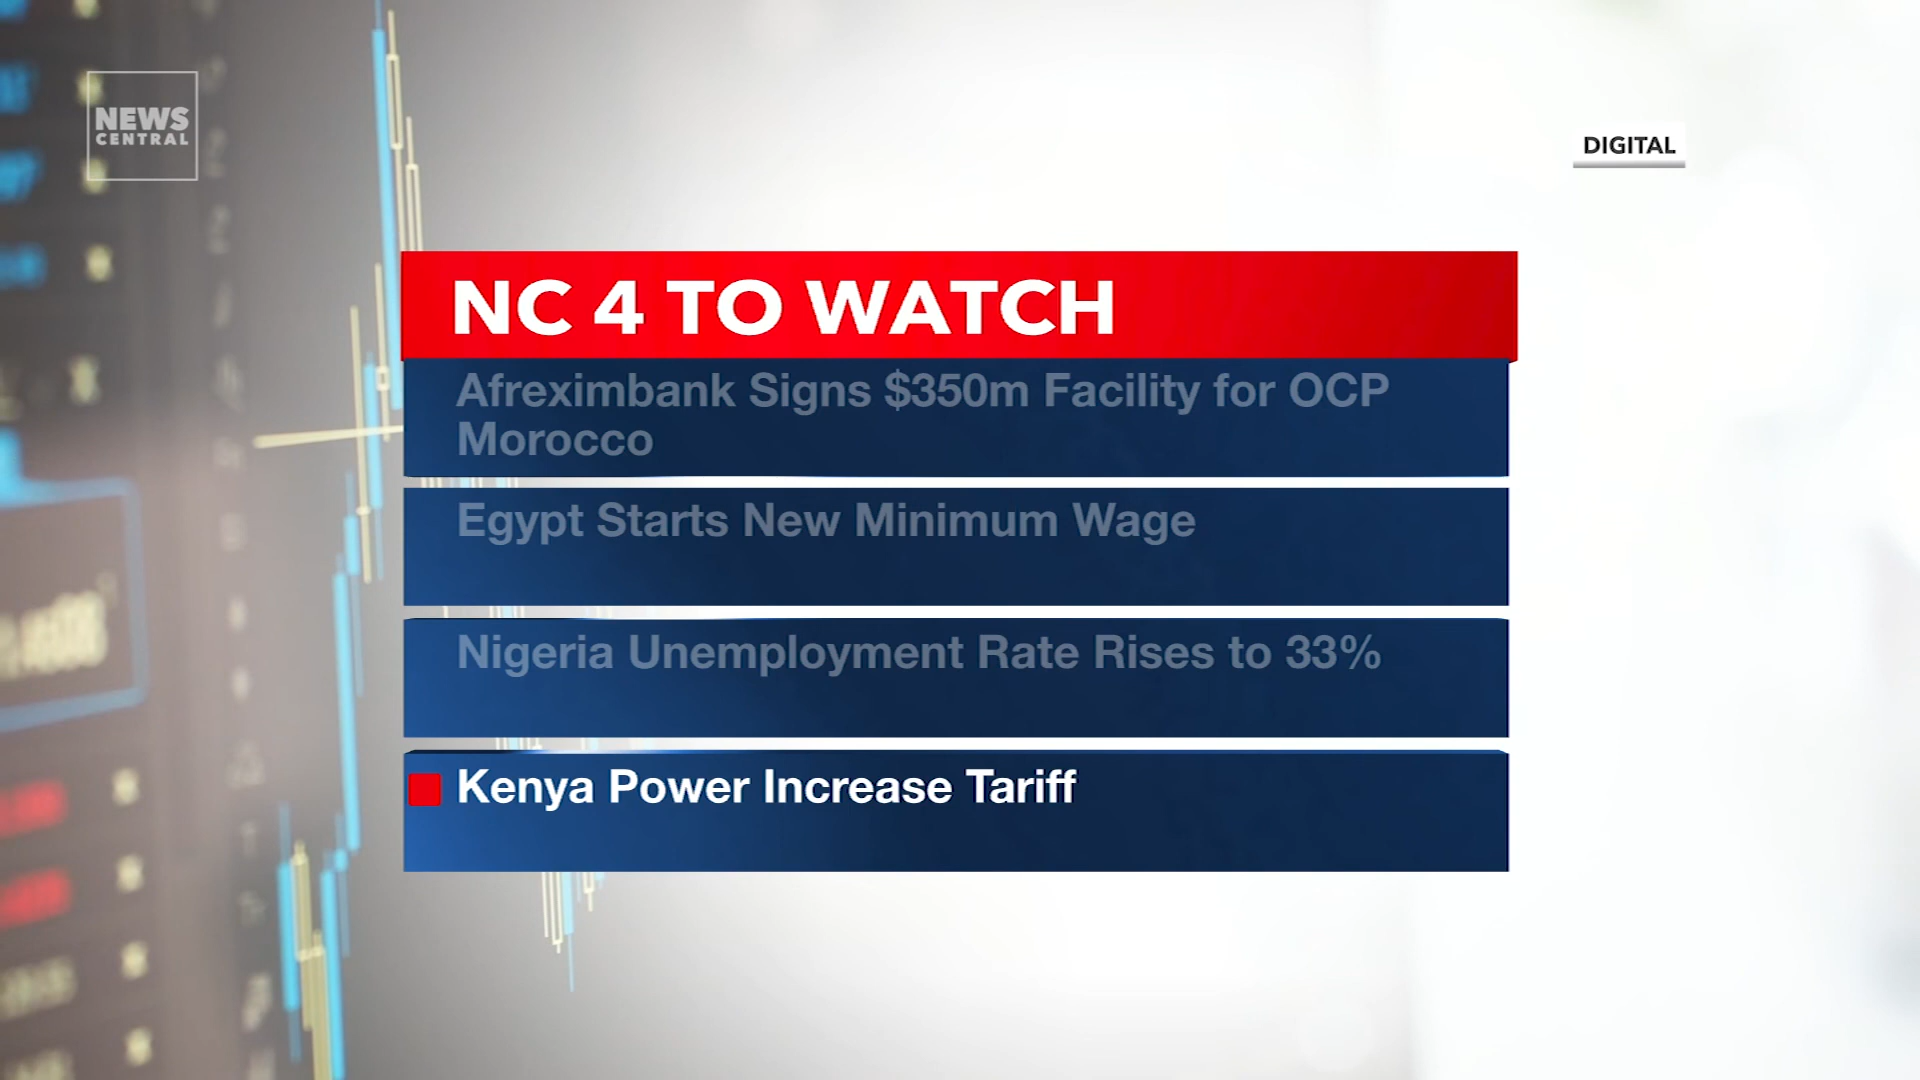 NEWS
CENTRAL
DIGITAL
NC 4 TO WATCH
Afreximbank Signs $350m Facility for OCP
Morocco
Egypt Starts New Minimum Wage
Nigeria Unemployment Rate Rises to 33%
Kenya Power Increase Tariff